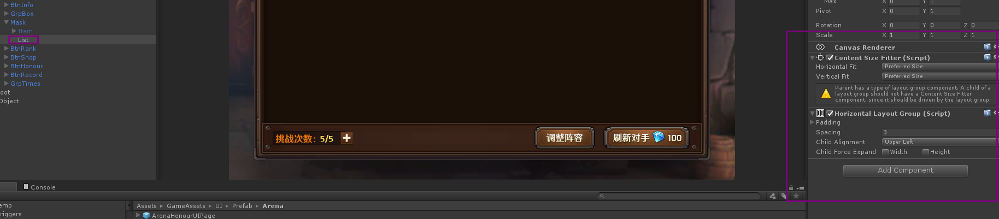 BtnInfo
GrpBox
Mask
Item
List
BtnRank
BtnShop
BtnHonour
BtnRecord
GrpTimes
oot
Object
挑战次数：5/5
调整阵容
刷新对手 100
Max X 0 Y 1
Pivot X 0 Y 1
Rotation X 0 Y 0 Z 0
Scale X 1 Y 1 Z 1
Canvas Renderer
Content Size Fitter (Script)
Horizontal Fit Preferred Size
Vertical Fit Preferred Size
Parent has a type of layout group component. A child of a
layout group should not have a Content Size Fitter
component, since it should be driven by the layout group.
Horizontal Layout Group (Script)
Padding
Spacing 3
Child Alignment Upper Left
Child Force Expand Width Height
Add Component
Console
emp
riggers
Assets ▸ GameAssets ▸ UI ▸ Prefab ▸ Arena
ArenaHonourUIPage